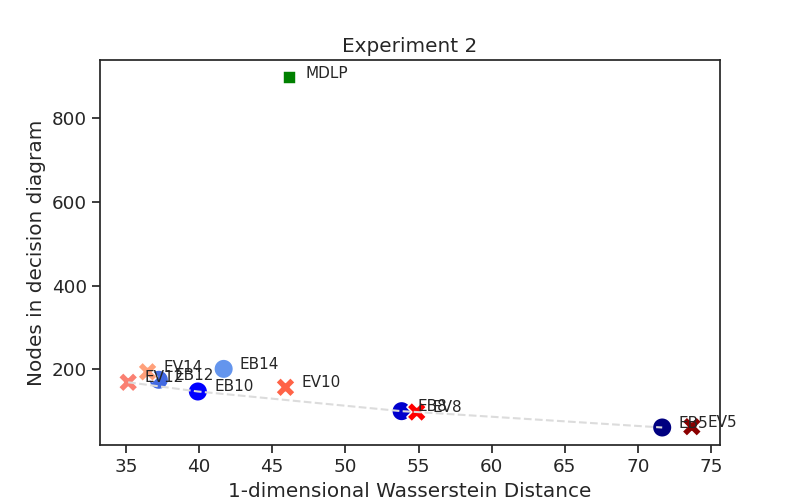 Experiment 2
MDLP
800
600
400
200
Nodes in decision diagram
EV14
EB14
EV12
EB12
EB10
EV10
EB8
EV8
EB5
EV5
35
40
45
50
55
60
65
70
75
1-dimensional Wasserstein Distance